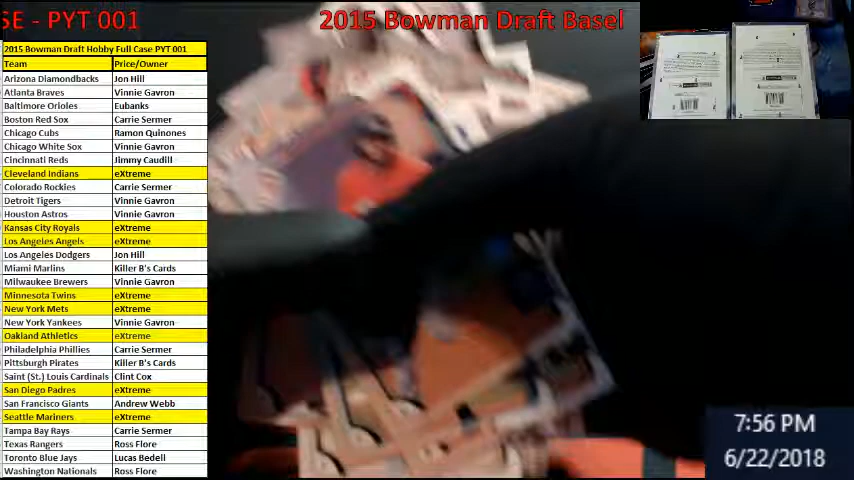 SE - PYT 001
2015 Bowman Draft Basel
2015 Bowman Draft Hobby Full Case PYT 001
Team Price/Owner
Arizona Diamondbacks Jon Hill
Atlanta Braves Vinnie Gavron
Baltimore Orioles Eubanks
Boston Red Sox Carrie Sermer
Chicago Cubs Ramon Quinones
Chicago White Sox Vinnie Gavron
Cincinnati Reds Jimmy Caudill
Cleveland Indians eXtreme
Colorado Rockies Carrie Sermer
Detroit Tigers Vinnie Gavron
Houston Astros Vinnie Gavron
Kansas City Royals eXtreme
Los Angeles Angels eXtreme
Los Angeles Dodgers Jon Hill
Miami Marlins Killer B's Cards
Milwaukee Brewers Vinnie Gavron
Minnesota Twins eXtreme
New York Mets eXtreme
New York Yankees Vinnie Gavron
Oakland Athletics eXtreme
Philadelphia Phillies Carrie Sermer
Pittsburgh Pirates Killer B's Cards
Saint (St.) Louis Cardinals Clint Cox
San Diego Padres eXtreme
San Francisco Giants Andrew Webb
Seattle Mariners eXtreme
Tampa Bay Rays Carrie Sermer
Texas Rangers Ross Flore
Toronto Blue Jays Lucas Bedell
Washington Nationals Ross Flore
7:56 PM
6/22/2018